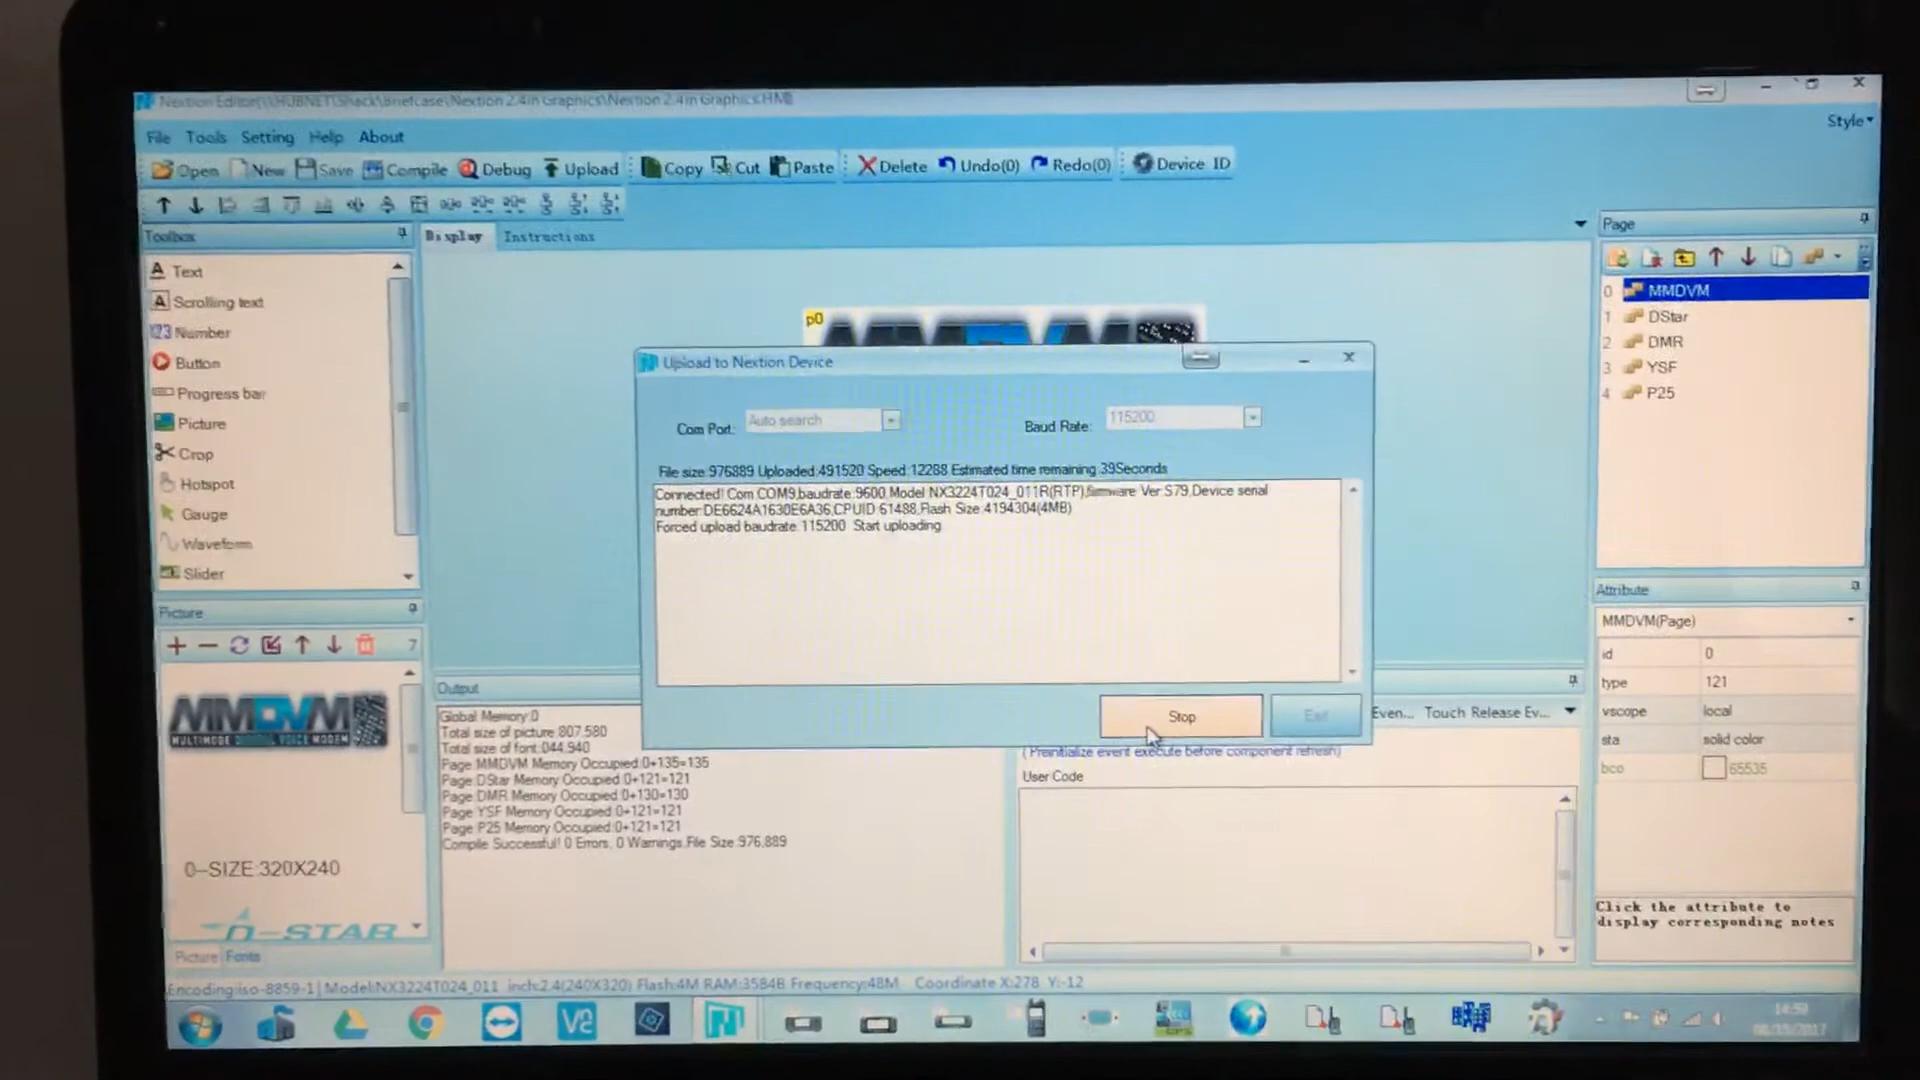 Nextion Editor(\\HUBNET\Shack\Briefcase\Nextion 2.4in Graphics\Nextion 2.4in Graphics.HMI)
File Tools Setting Help About
Style
Open New Save Compile Debug Upload Copy Cut Paste Delete Undo(0) Redo(0) Device ID
Toolbox
Display Instructions
Page
Text
Scrolling text
Number
Button
Progress bar
Picture
Crop
Hotspot
Gauge
Waveform
Slider
p0
0 MMDVM
1 DStar
2 DMR
3 YSF
4 P25
Upload to Nextion Device
Com Port: Auto search Baud Rate: 115200
File size:976889 Uploaded:491520 Speed:12288 Estimated time remaining:39Seconds
Connected! Com:COM9,baudrate:9600,Model:NX3224T024_011R(RTP),firmware Ver:S79,Device serial
number:DE6624A1630E6A36,CPUID:61488,Flash Size:4194304(4MB)
Forced upload baudrate:115200 Start uploading
Stop Exit
Picture
7
MMDVM
MULTIMODE DIGITAL VOICE MODEM
0-SIZE:320X240
D-STAR
Picture Fonts
Output
Global Memory:0
Total size of picture:807,580
Total size of font:044,940
Page:MMDVM Memory Occupied:0+135=135
Page:DStar Memory Occupied:0+121=121
Page:DMR Memory Occupied:0+130=130
Page:YSF Memory Occupied:0+121=121
Page:P25 Memory Occupied:0+121=121
Compile Successful! 0 Errors, 0 Warnings,File Size:976,889
Even... Touch Release Ev...
(Preinitialize event execute before component refresh)
User Code
Attribute
MMDVM(Page)
id 0
type 121
vscope local
sta solid color
bco 65535
Click the attribute to
display corresponding notes
Encoding:iso-8859-1 | Model:NX3224T024_011 inch:2.4(240X320) Flash:4M RAM:3584B Frequency:48M Coordinate X:278 Y:-12
14:59